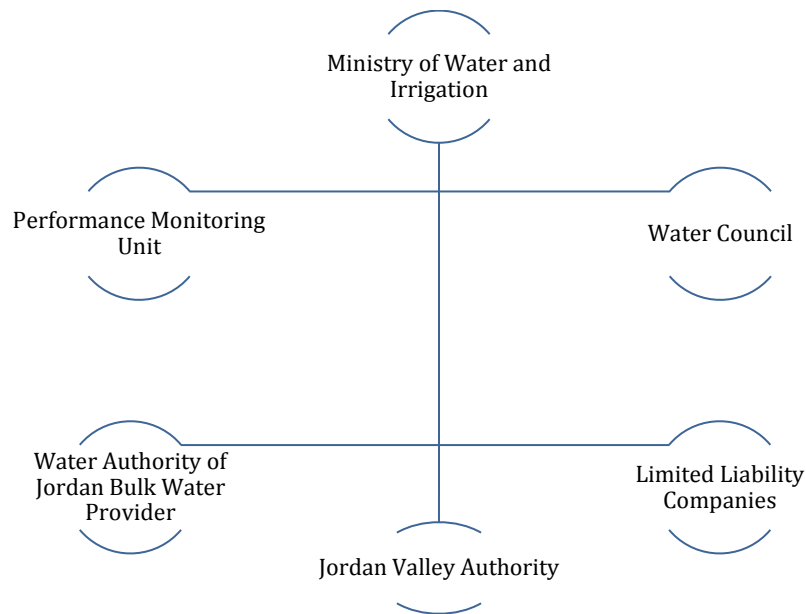 Ministry of Water and
Irrigation
Performance Monitoring
Unit
Water Council
Water Authority of
Jordan Bulk Water
Provider
Limited Liability
Companies
Jordan Valley Authority